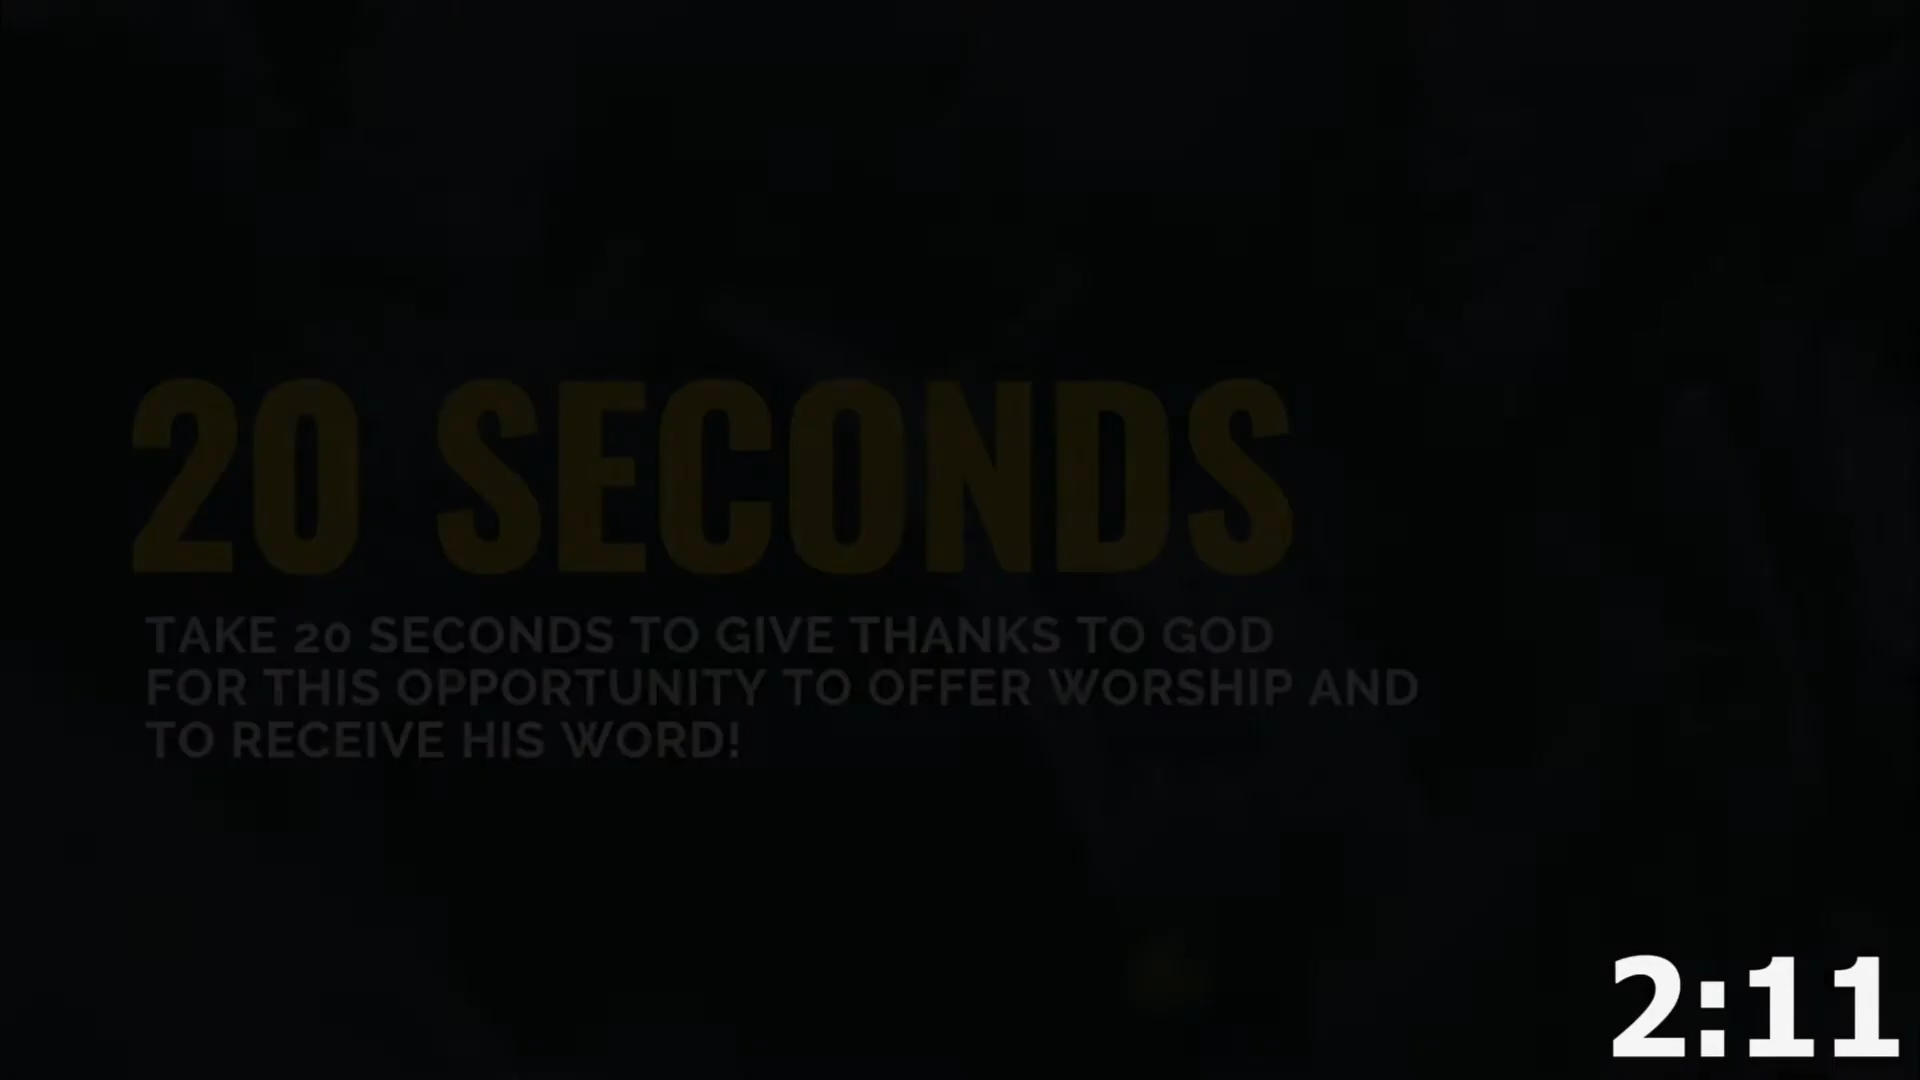 20 SECONDS
TAKE 20 SECONDS TO GIVE THANKS TO GOD
FOR THIS OPPORTUNITY TO OFFER WORSHIP AND
TO RECEIVE HIS WORD!
2:11